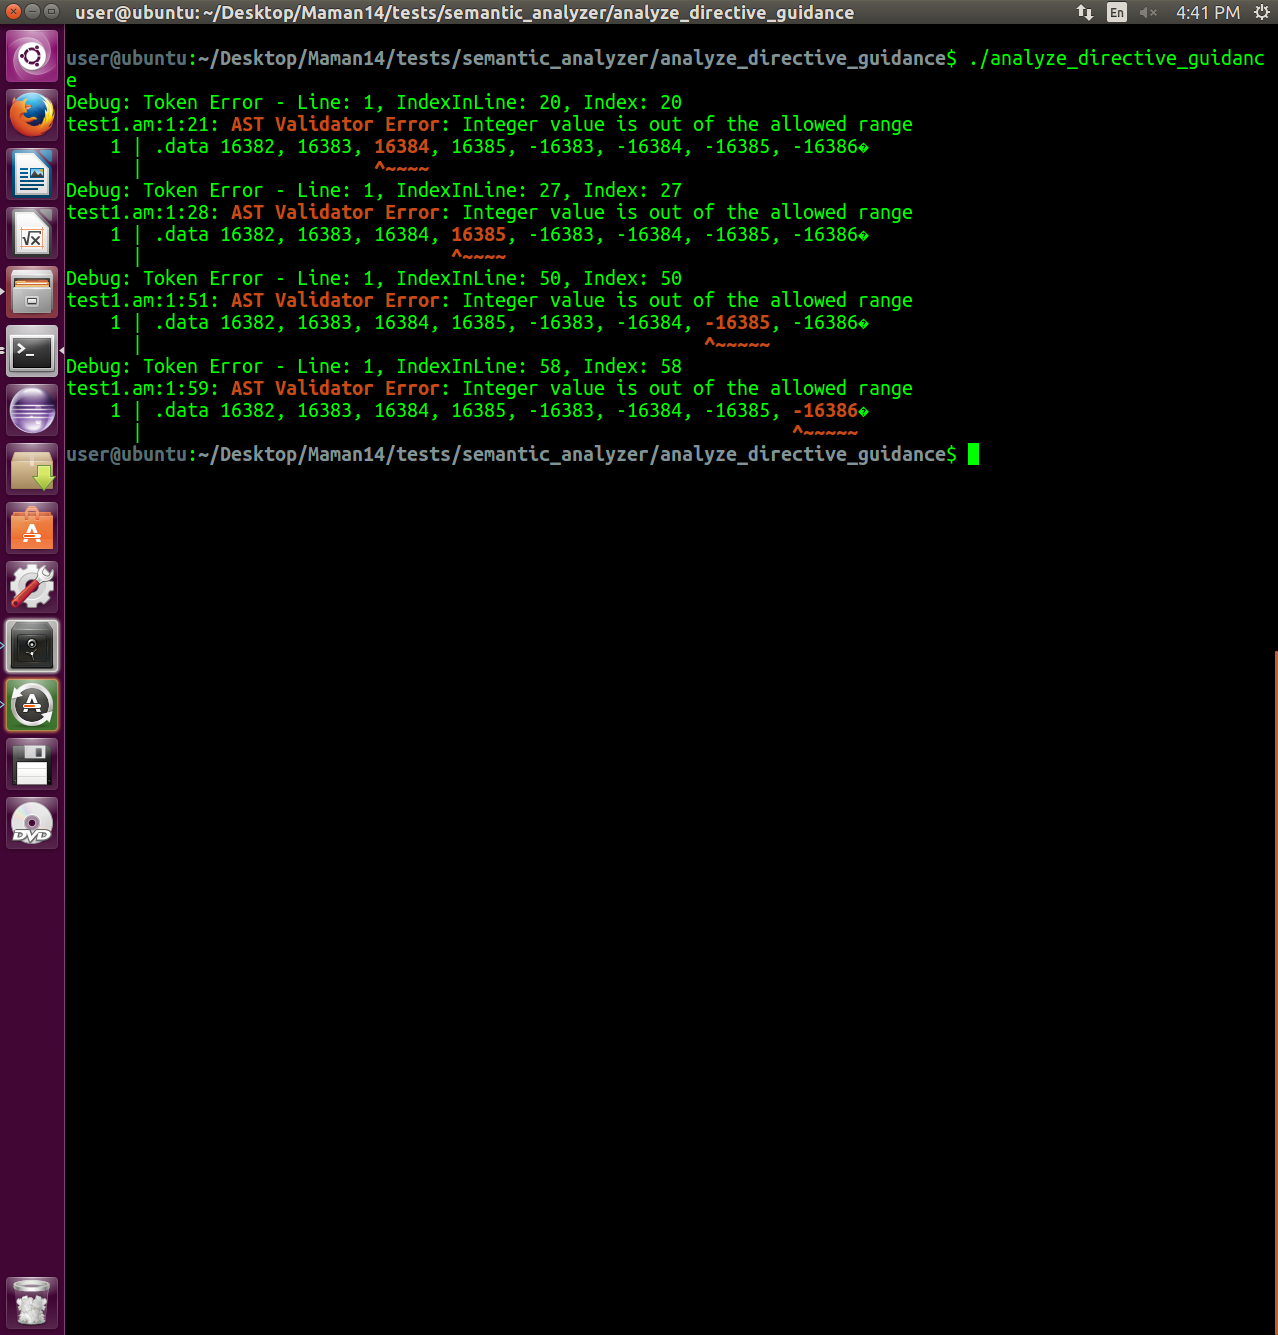 user@ubuntu: ~/Desktop/Maman14/tests/semantic_analyzer/analyze_directive_guidance
En
4:41 PM
user@ubuntu:~/Desktop/Maman14/tests/semantic_analyzer/analyze_directive_guidance$ ./analyze_directive_guidanc
e
Debug: Token Error - Line: 1, IndexInLine: 20, Index: 20
test1.am:1:21: AST Validator Error: Integer value is out of the allowed range
    1 | .data 16382, 16383, 16384, 16385, -16383, -16384, -16385, -16386�
      |                     ^~~~~
Debug: Token Error - Line: 1, IndexInLine: 27, Index: 27
test1.am:1:28: AST Validator Error: Integer value is out of the allowed range
    1 | .data 16382, 16383, 16384, 16385, -16383, -16384, -16385, -16386�
      |                            ^~~~~
Debug: Token Error - Line: 1, IndexInLine: 50, Index: 50
test1.am:1:51: AST Validator Error: Integer value is out of the allowed range
    1 | .data 16382, 16383, 16384, 16385, -16383, -16384, -16385, -16386�
      |                                                   ^~~~~~
Debug: Token Error - Line: 1, IndexInLine: 58, Index: 58
test1.am:1:59: AST Validator Error: Integer value is out of the allowed range
    1 | .data 16382, 16383, 16384, 16385, -16383, -16384, -16385, -16386�
      |                                                           ^~~~~~
user@ubuntu:~/Desktop/Maman14/tests/semantic_analyzer/analyze_directive_guidance$
DVD